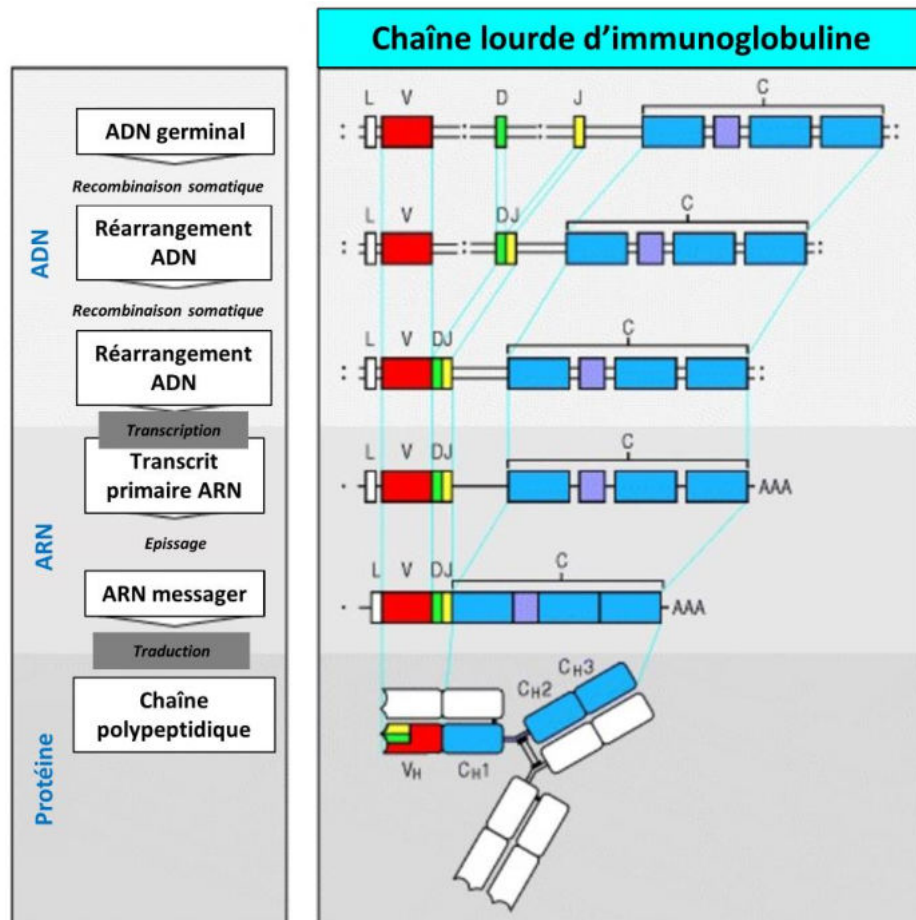 Chaîne lourde d'immunoglobuline
ADN
ADN germinal
Recombinaison somatique
Réarrangement
ADN
Recombinaison somatique
Réarrangement
ADN
Transcription
ARN
Transcrit
primaire ARN
Epissage
ARN messager
Traduction
Protéine
Chaîne
polypeptidique
C
L V D J
C
L V DJ
C
L V DJ
C
L V DJ
AAA
C
L V DJ
AAA
CH3
CH2
VH CH1